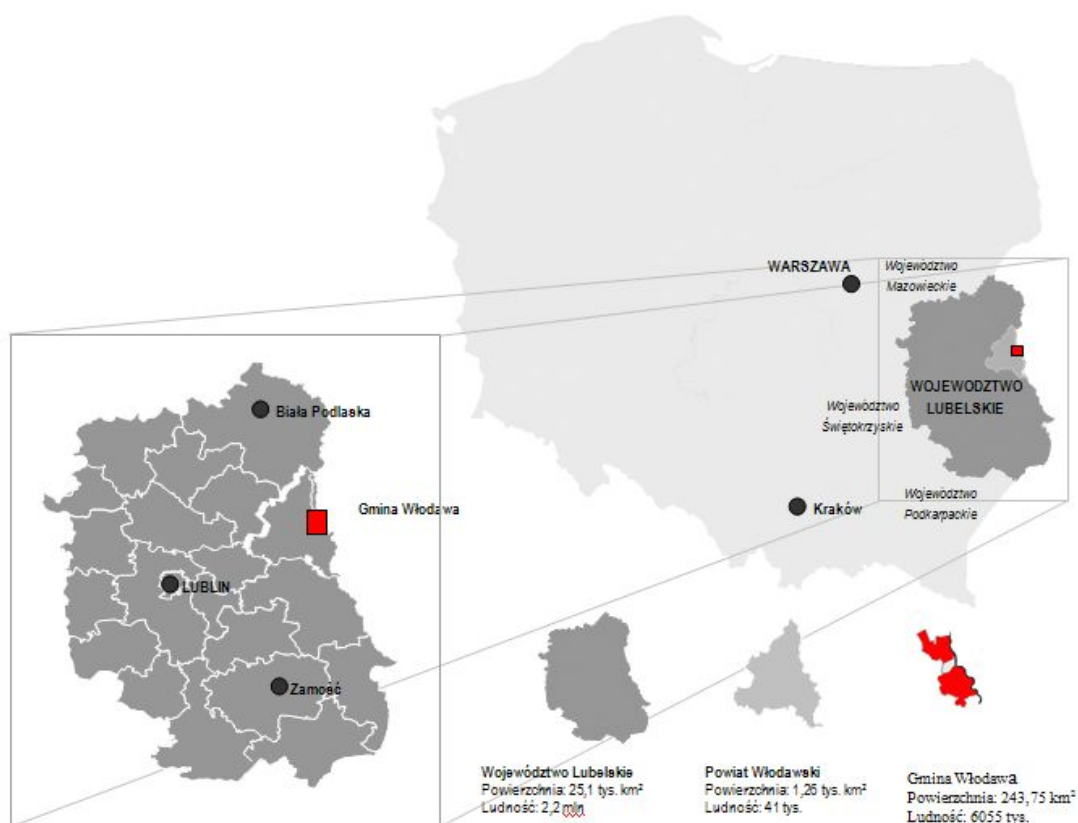 WARSZAWA
Województwo
Mazowieckie
WOJEWODZTWO
LUBELSKIE
Województwo
Świętokrzyskie
Kraków
Województwo
Podkarpackie
Biała Podlaska
Gmina Włodawa
LUBLIN
Zamość
Województwo Lubelskie
Powierzchnia: 25,1 tys. km²
Ludność: 2,2 mln
Powiat Włodawski
Powierzchnia: 1,26 tys. km²
Ludność: 41 tys.
Gmina Włodawa
Powierzchnia: 243,75 km²
Ludność: 6055 tys.